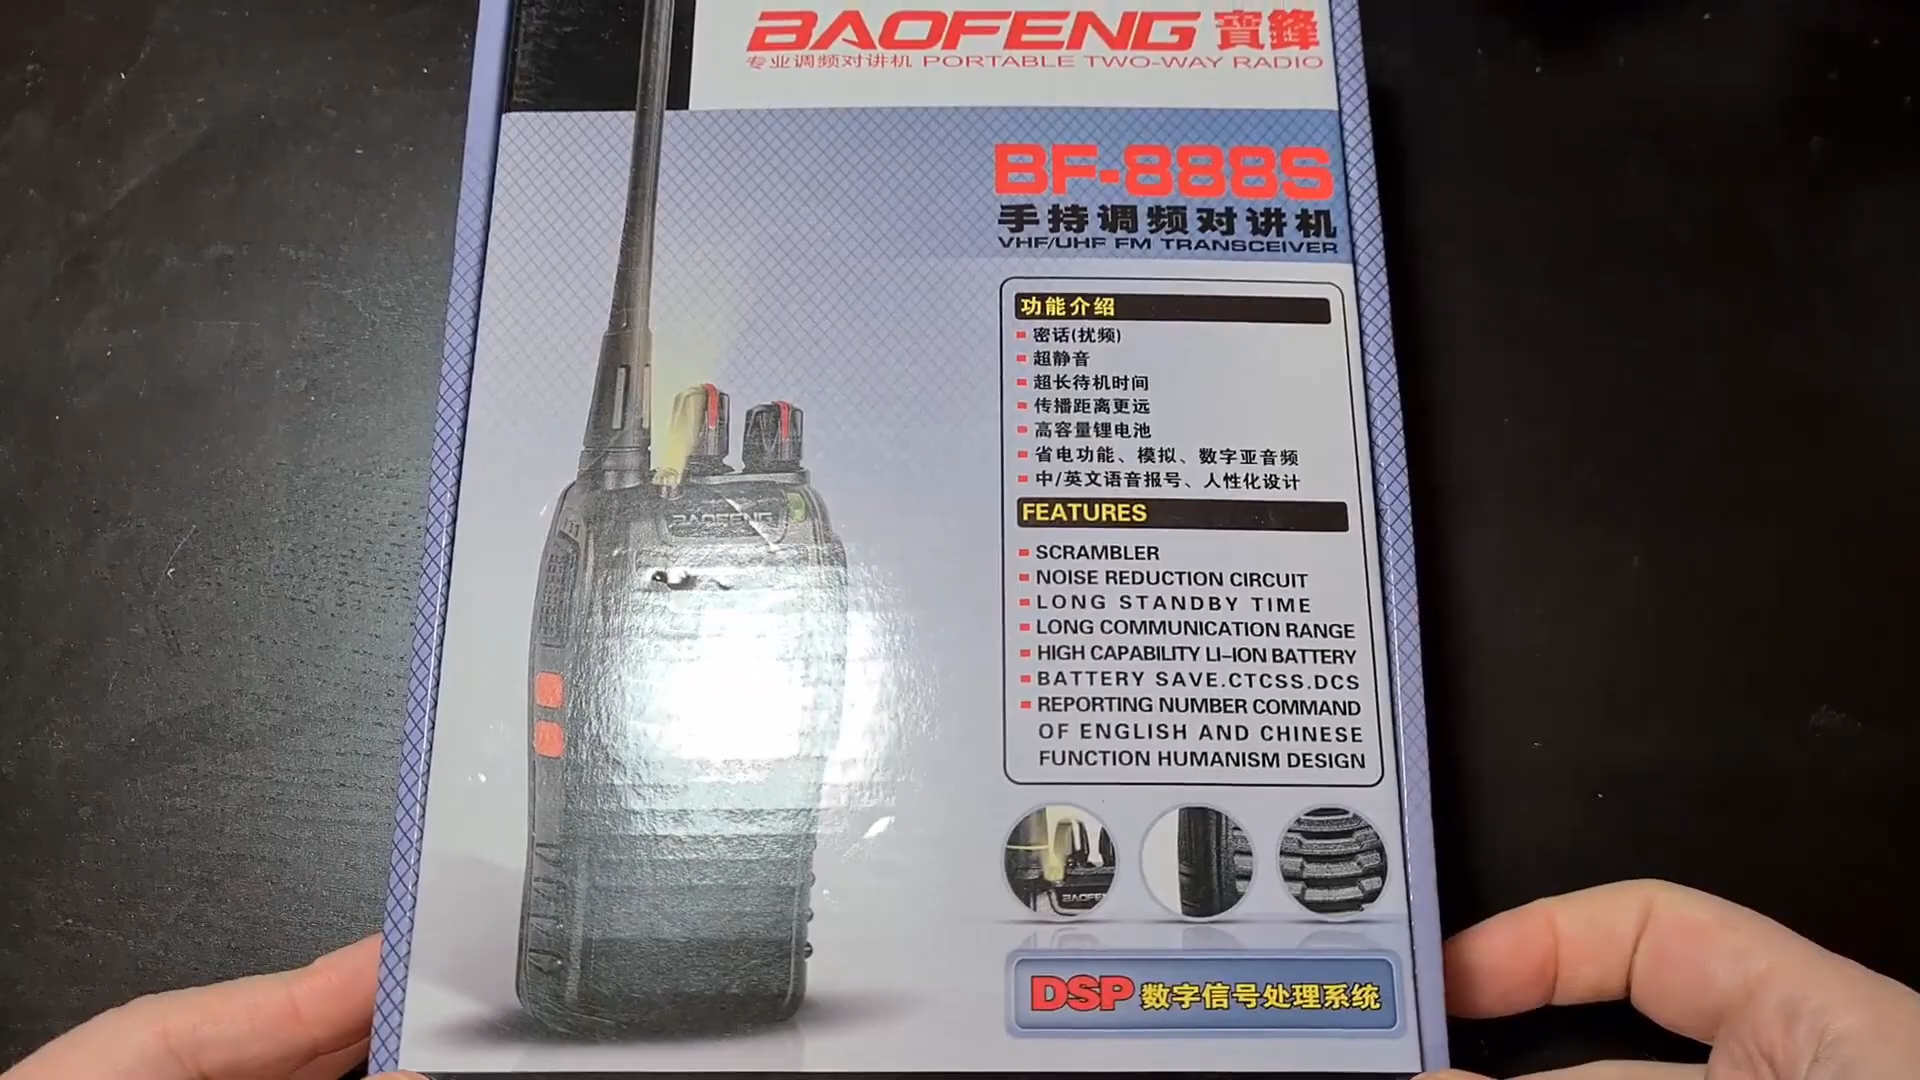 BAOFENG 寶鋒
专业调频对讲机 PORTABLE TWO-WAY RADIO
BF-888S
手持调频对讲机
VHF/UHF FM TRANSCEIVER
功能介绍
密话(扰频)
超静音
超长待机时间
传播距离更远
高容量锂电池
省电功能、模拟、数字亚音频
中/英文语音报号、人性化设计
FEATURES
SCRAMBLER
NOISE REDUCTION CIRCUIT
LONG STANDBY TIME
LONG COMMUNICATION RANGE
HIGH CAPABILITY LI-ION BATTERY
BATTERY SAVE.CTCSS.DCS
REPORTING NUMBER COMMAND
OF ENGLISH AND CHINESE
FUNCTION HUMANISM DESIGN
BAOFENG
BAOFE
DSP 数字信号处理系统